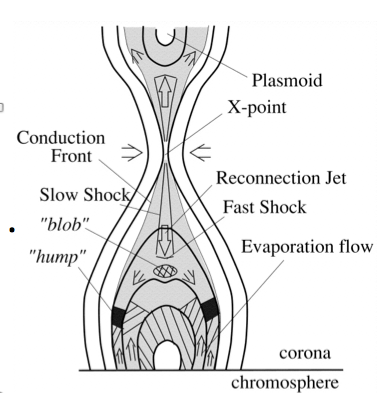 Plasmoid
X-point
Conduction
Front
Reconnection Jet
Slow Shock
Fast Shock
"blob"
Evaporation flow
"hump"
corona
chromosphere